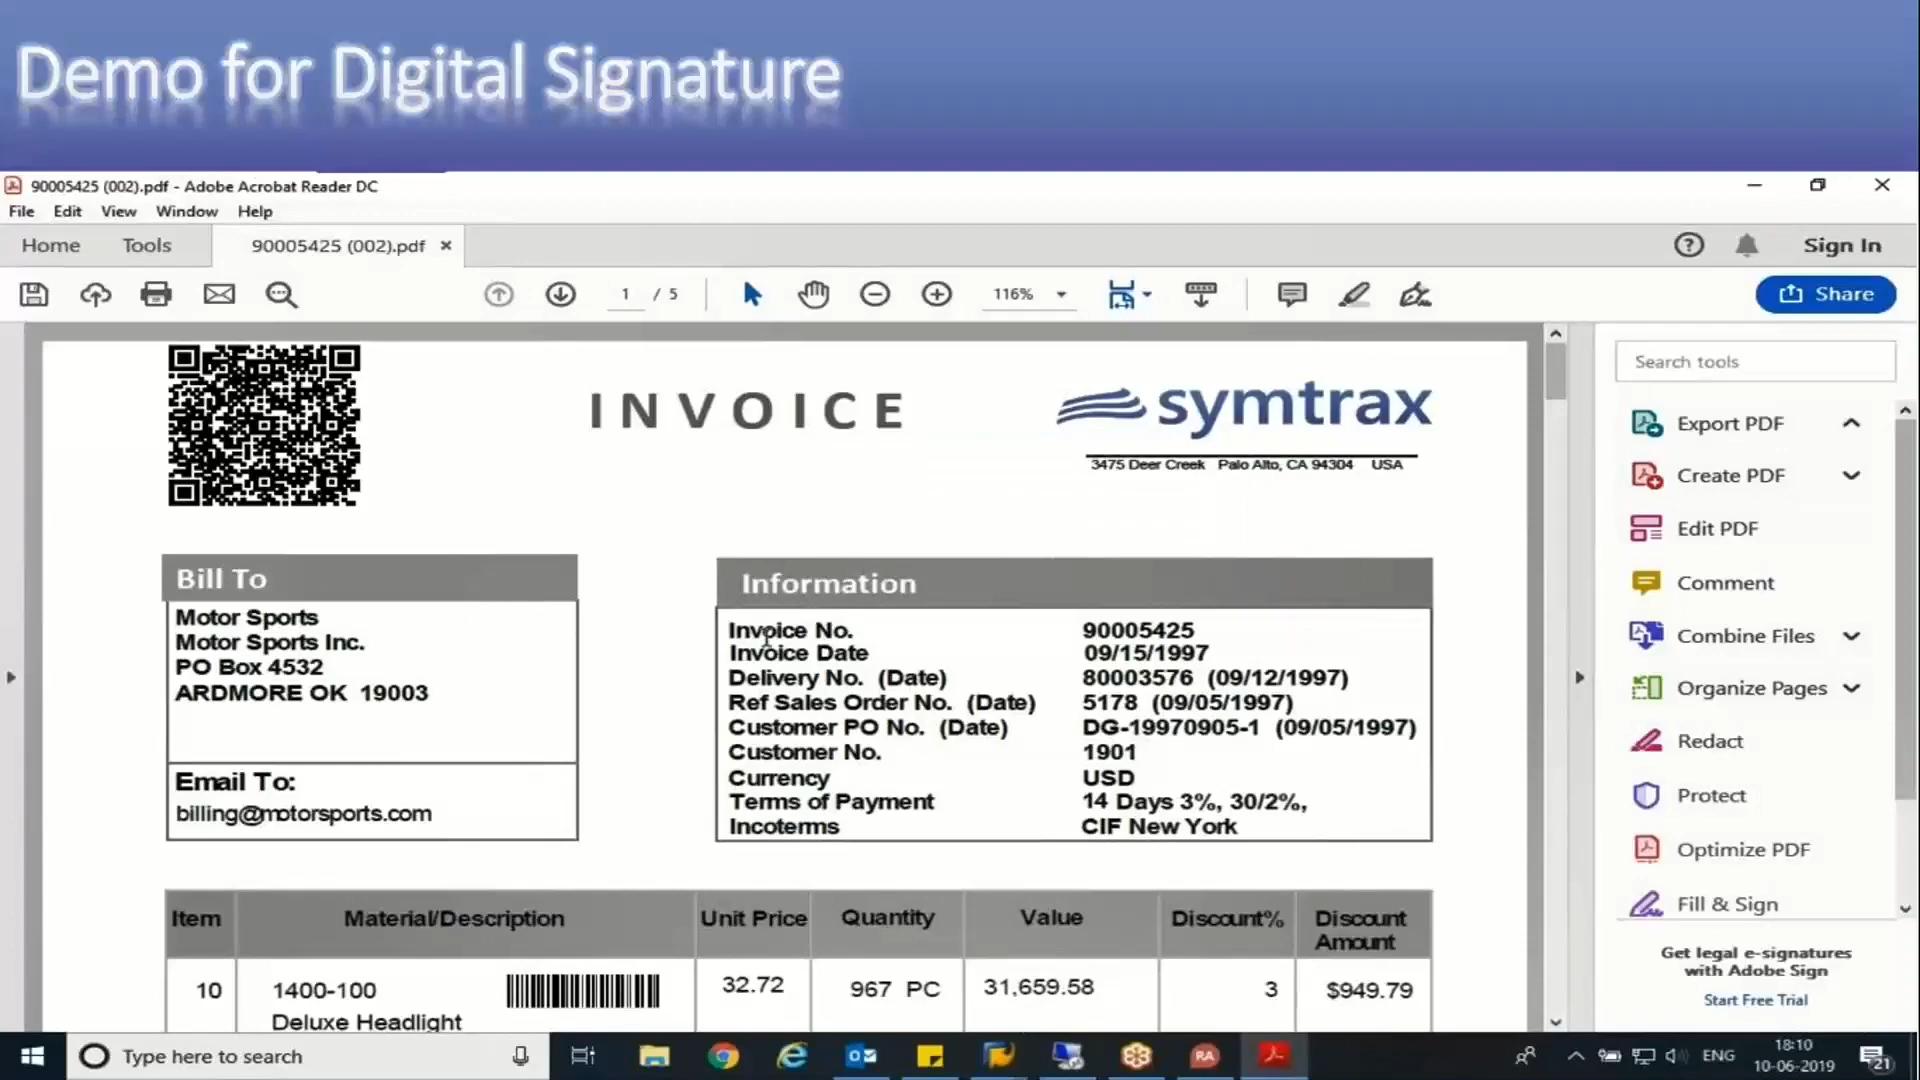 Demo for Digital Signature
90005425 (002).pdf - Adobe Acrobat Reader DC
File Edit View Window Help
Home Tools 90005425 (002).pdf × Sign In
1 / 5 116% Share
INVOICE
symtrax
3475 Deer Creek Palo Alto, CA 94304 USA
Bill To
Motor Sports
Motor Sports Inc.
PO Box 4532
ARDMORE OK 19003
Email To:
billing@motorsports.com
Information
Invoice No. 90005425
Invoice Date 09/15/1997
Delivery No. (Date) 80003576 (09/12/1997)
Ref Sales Order No. (Date) 5178 (09/05/1997)
Customer PO No. (Date) DG-19970905-1 (09/05/1997)
Customer No. 1901
Currency USD
Terms of Payment 14 Days 3%, 30/2%,
Incoterms CIF New York
Item Material/Description Unit Price Quantity Value Discount% Discount Amount
10 1400-100 32.72 967 PC 31,659.58 3 $949.79
Deluxe Headlight
Search tools
Export PDF
Create PDF
Edit PDF
Comment
Combine Files
Organize Pages
Redact
Protect
Optimize PDF
Fill & Sign
Get legal e-signatures
with Adobe Sign
Start Free Trial
Type here to search
RA
ENG
18:10
10-06-2019
21